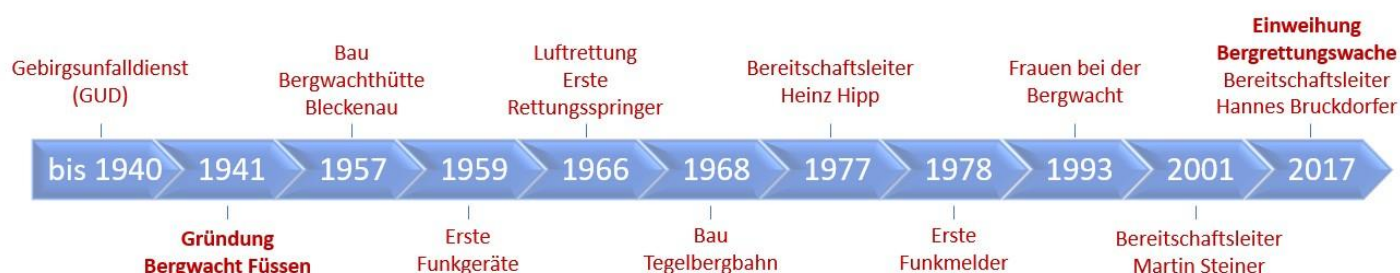 Gebirgsunfalldienst
(GUD)
Bau
Bergwachthütte
Bleckenau
Luftrettung
Erste
Rettungsspringer
Bereitschaftsleiter
Heinz Hipp
Frauen bei der
Bergwacht
Einweihung
Bergrettungswache
Bereitschaftsleiter
Hannes Bruckdorfer
bis 1940
1941
1957
1959
1966
1968
1977
1978
1993
2001
2017
Gründung
Bergwacht Füssen
Erste
Funkgeräte
Bau
Tegelbergbahn
Erste
Funkmelder
Bereitschaftsleiter
Martin Steiner